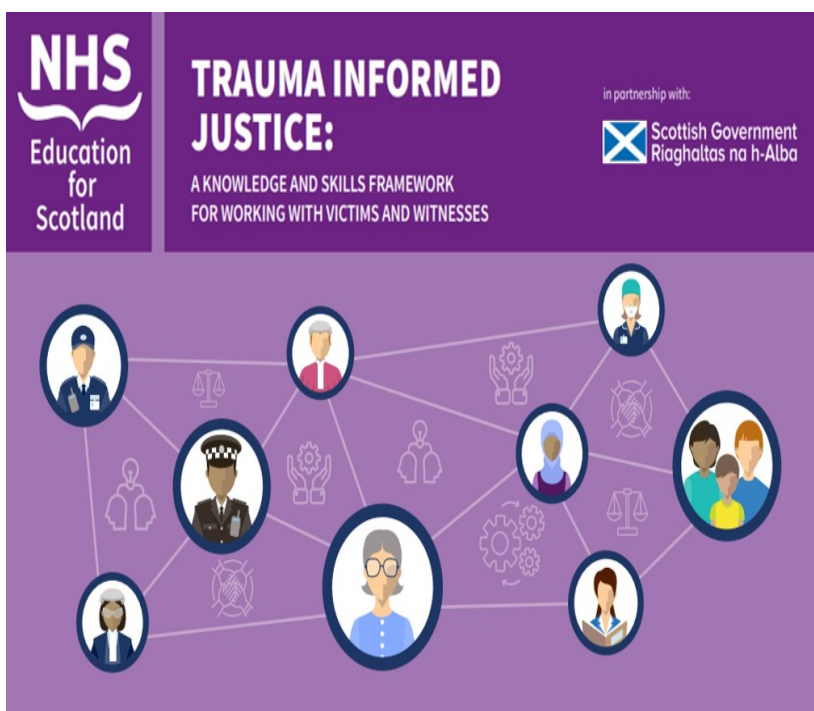 NHS
Education
for
Scotland
TRAUMA INFORMED
JUSTICE:
A KNOWLEDGE AND SKILLS FRAMEWORK
FOR WORKING WITH VICTIMS AND WITNESSES
in partnership with:
Scottish Government
Riaghaltas na h-Alba